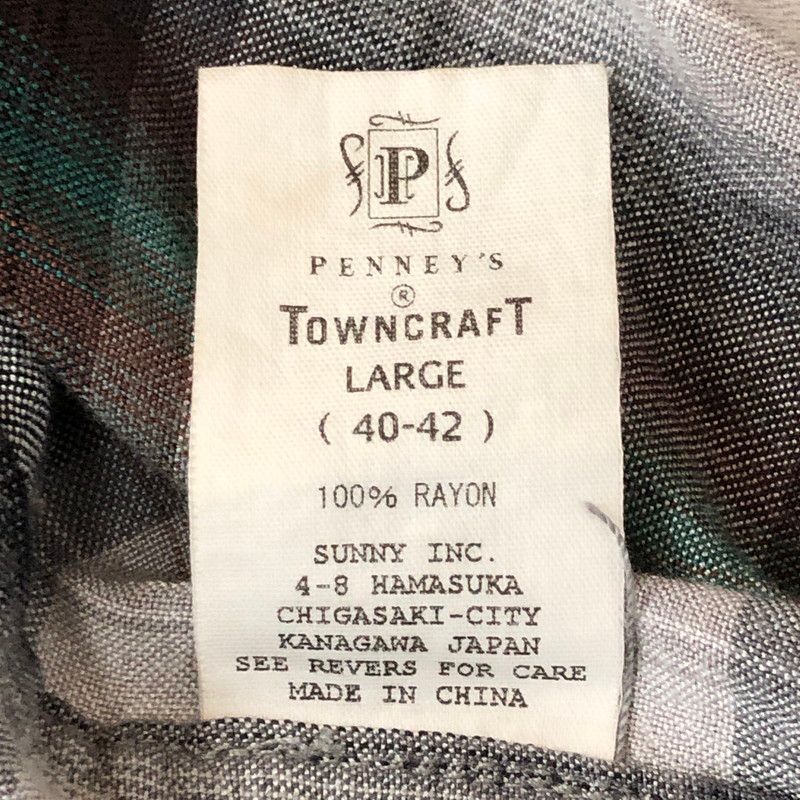 P
PENNEY'S
®
TOWNCRAFT
LARGE
( 40-42 )
100% RAYON
SUNNY INC.
4-8 HAMASUKA
CHIGASAKI-CITY
KANAGAWA JAPAN
SEE REVERS FOR CARE
MADE IN CHINA